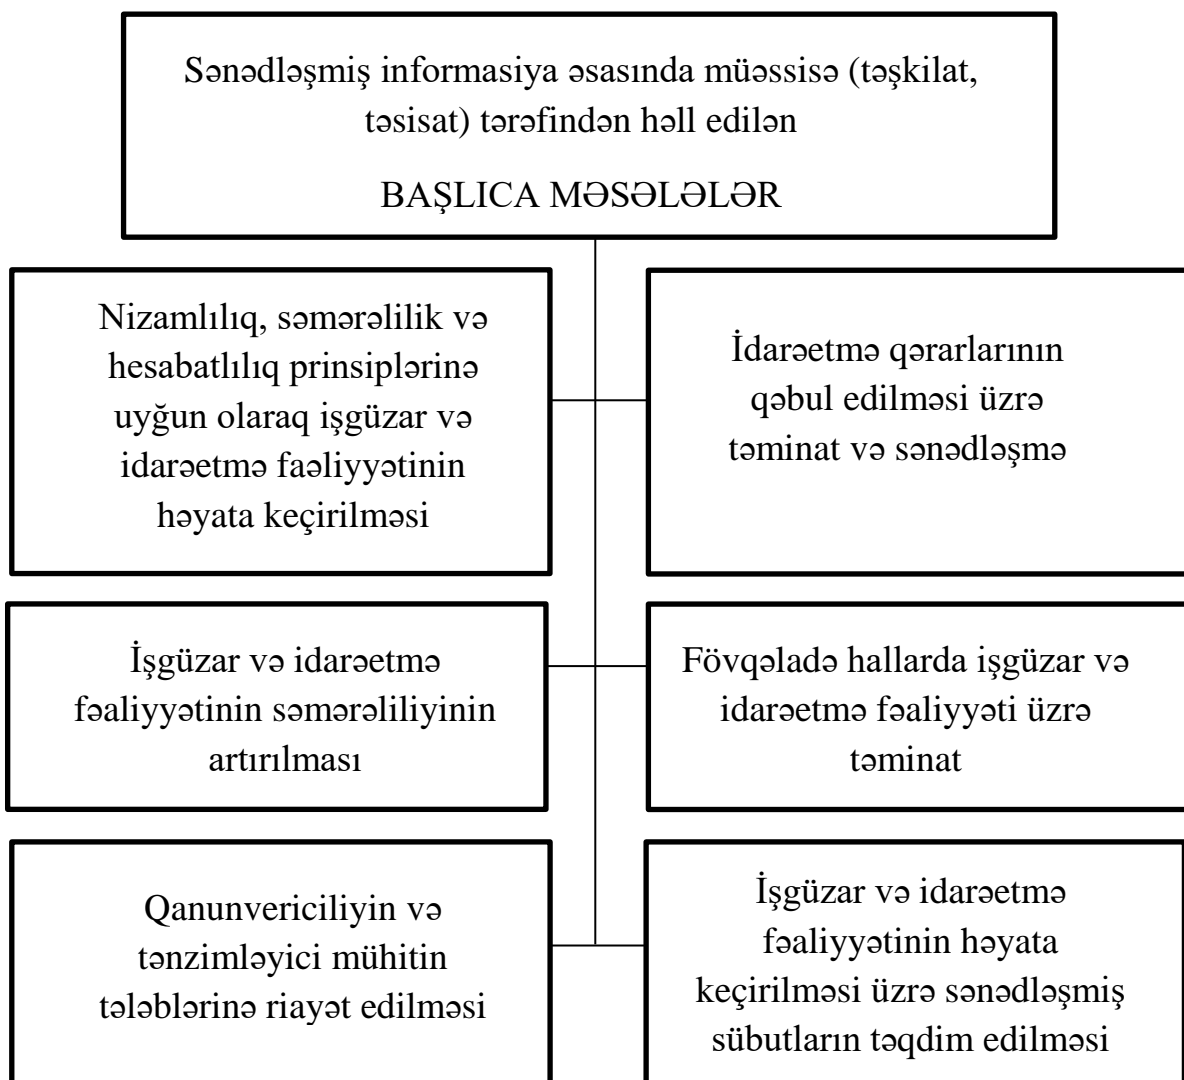 Sənədləşmiş informasiya əsasında müəssisə (təşkilat,
təsisat) tərəfindən həll edilən
BAŞLICA MƏSƏLƏLƏR
Nizamlılıq, səmərəlilik və
hesabatlılıq prinsiplərinə
uyğun olaraq işgüzar və
idarəetmə faəliyyətinin
həyata keçirilməsi
İdarəetmə qərarlarının
qəbul edilməsi üzrə
təminat və sənədləşmə
İşgüzar və idarəetmə
fəaliyyətinin səmərəliliyinin
artırılması
Fövqəladə hallarda işgüzar və
idarəetmə fəaliyyəti üzrə
təminat
Qanunvericiliyin və
tənzimləyici mühitin
tələblərinə riayət edilməsi
İşgüzar və idarəetmə
fəaliyyətinin həyata
keçirilməsi üzrə sənədləşmiş
sübutların təqdim edilməsi